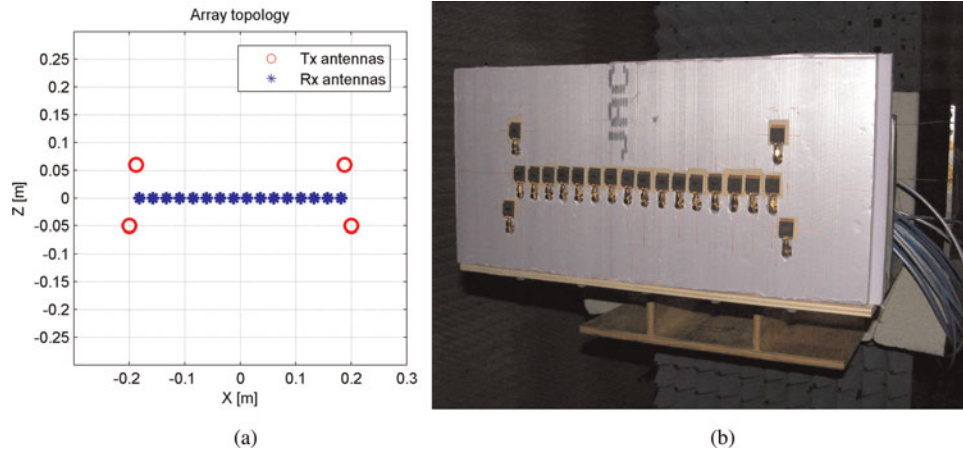 Array topology
Tx antennas
Rx antennas
0.25
0.2
0.15
0.1
0.05
0
-0.05
-0.1
-0.15
-0.2
-0.25
Z [m]
-0.2
-0.1
0
0.1
0.2
0.3
X [m]
(a)
JRC
(b)